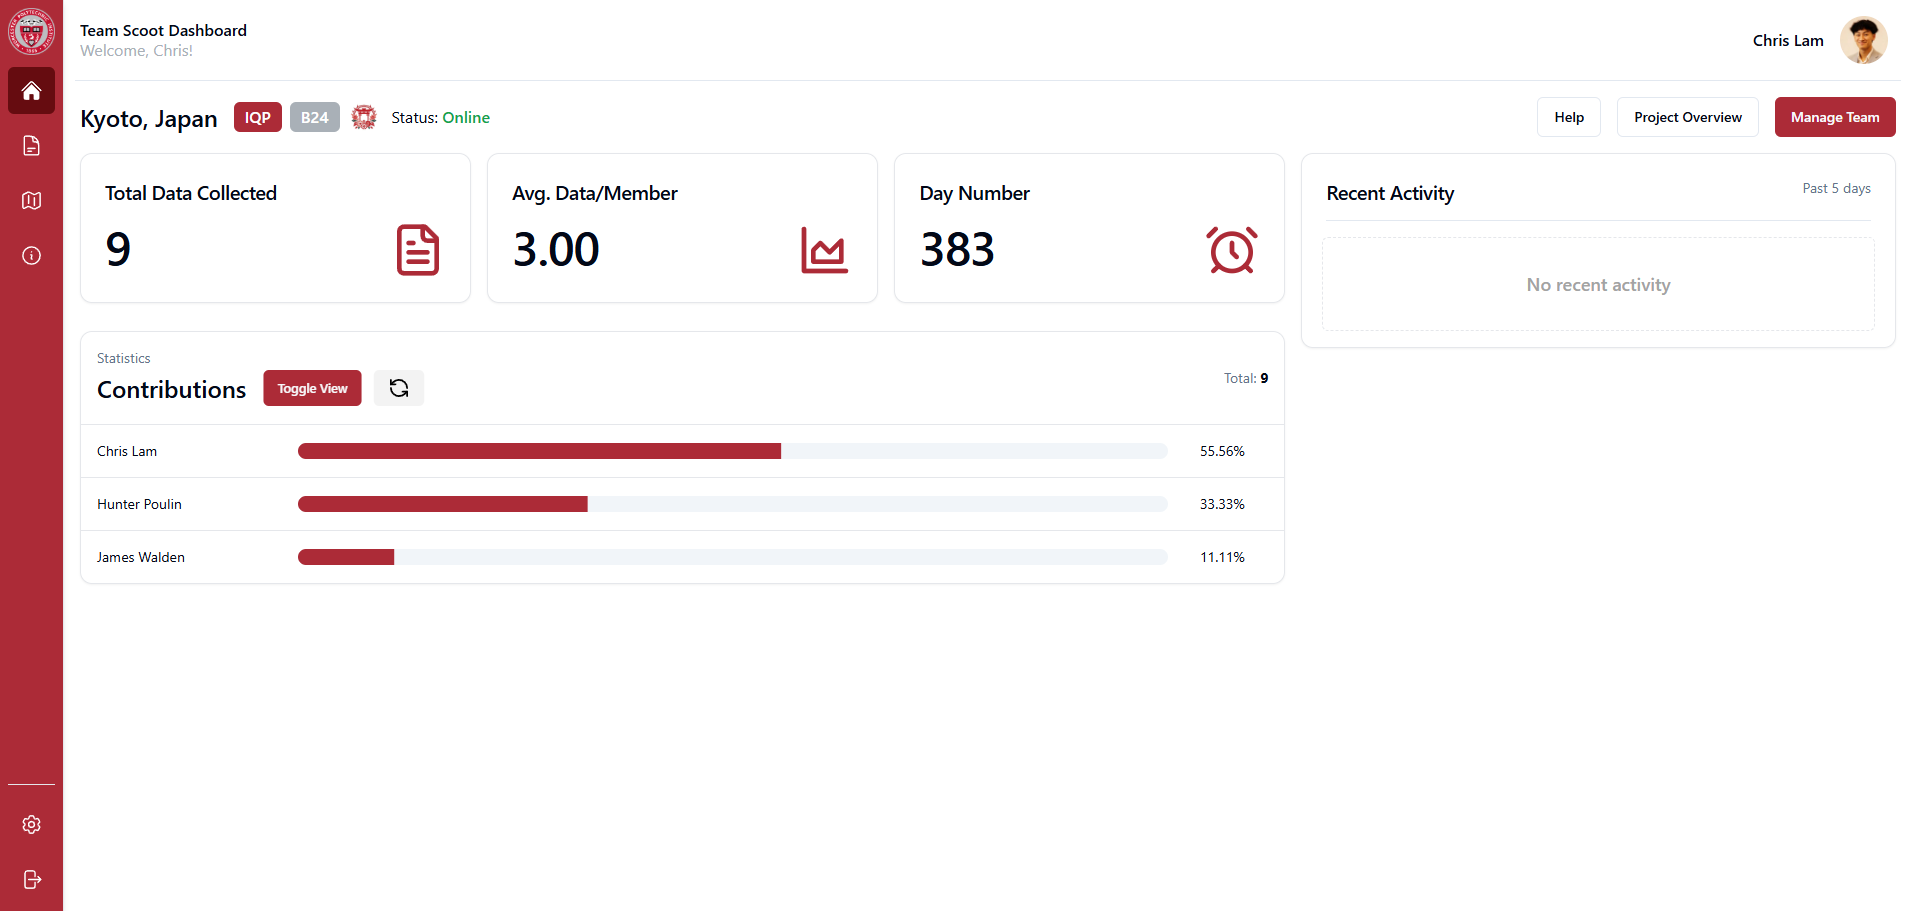 Team Scoot Dashboard
Welcome, Chris!
Chris Lam
Kyoto, Japan IQP B24 Status: Online
Help Project Overview Manage Team
Total Data Collected
9
Avg. Data/Member
3.00
Day Number
383
Recent Activity Past 5 days
No recent activity
Statistics
Contributions Toggle View Total: 9
Chris Lam 55.56%
Hunter Poulin 33.33%
James Walden 11.11%